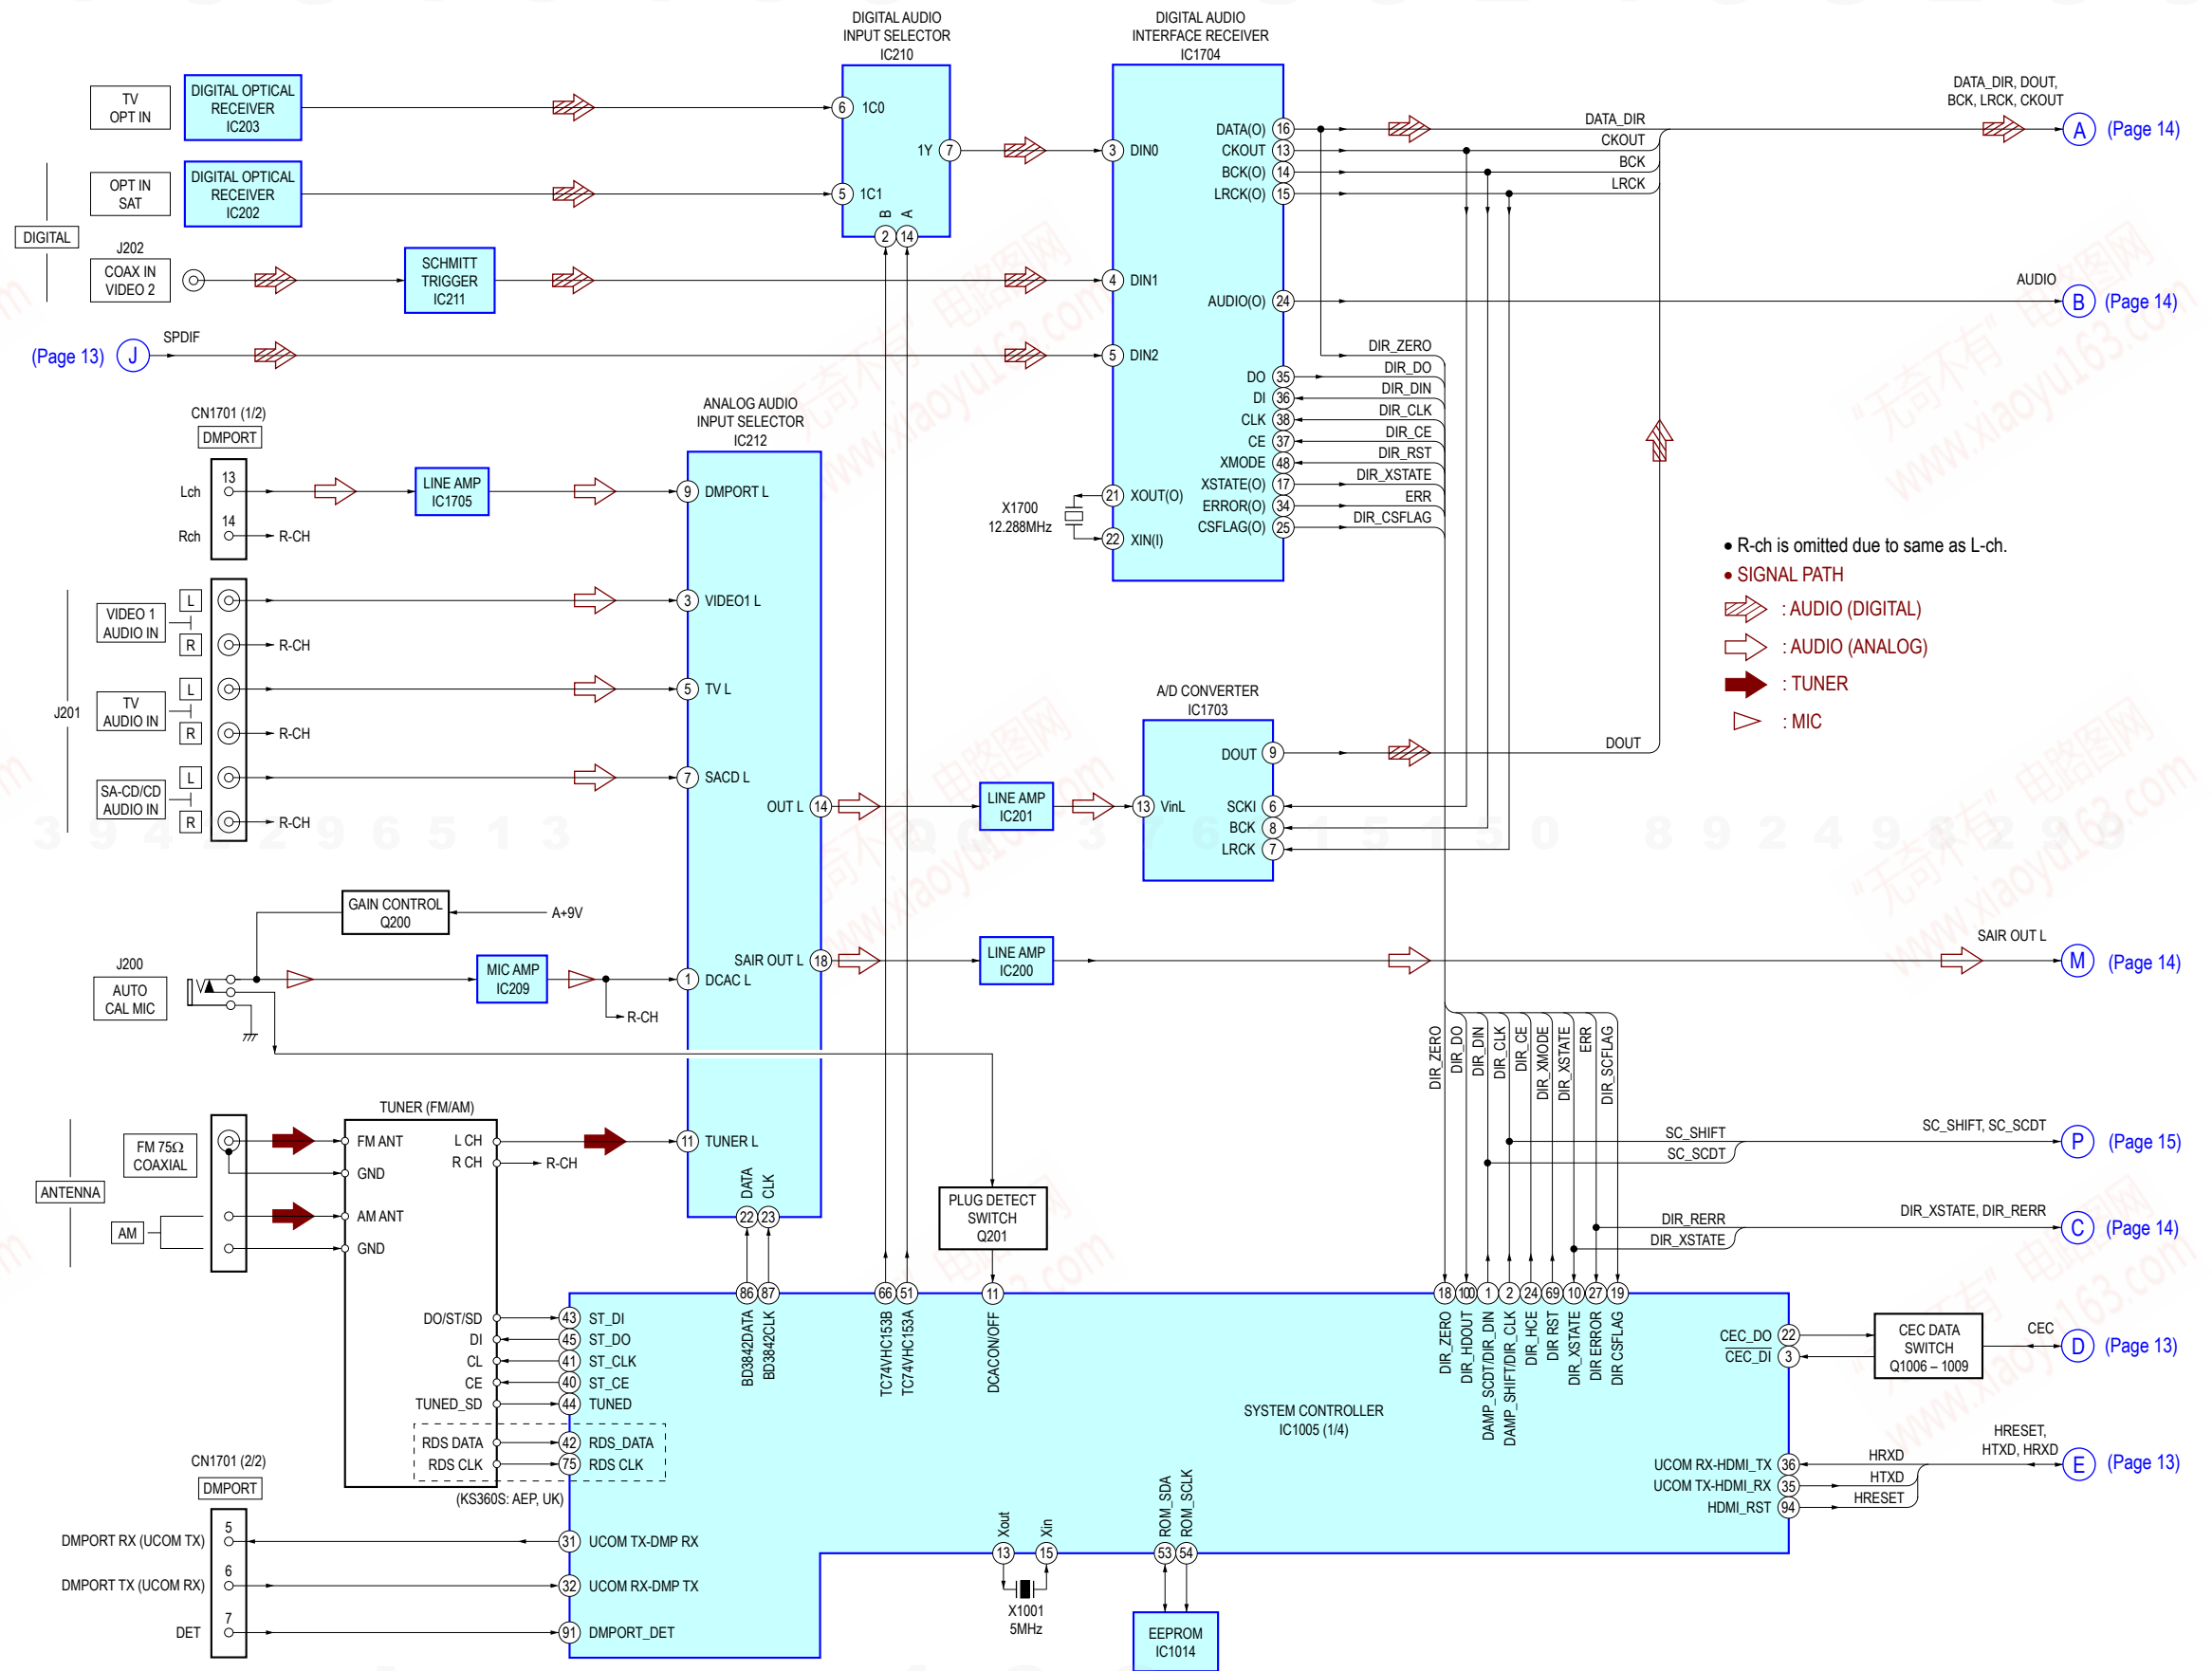 DIGITAL AUDIO
INPUT SELECTOR
IC210
DIGITAL AUDIO
INTERFACE RECEIVER
IC1704
TV
OPT IN
DIGITAL OPTICAL
RECEIVER
IC203
6 1C0
1Y 7
5 1C1
B A
2 14
OPT IN
SAT
DIGITAL OPTICAL
RECEIVER
IC202
DIGITAL
J202
COAX IN
VIDEO 2
SCHMITT
TRIGGER
IC211
(Page 13) J SPDIF
3 DIN0
4 DIN1
5 DIN2
DATA(O) 16
CKOUT 13
BCK(O) 14
LRCK(O) 15
AUDIO(O) 24
DO 35
DI 36
CLK 38
CE 37
XMODE 48
XSTATE(O) 17
ERROR(O) 34
CSFLAG(O) 25
21 XOUT(O)
22 XIN(I)
X1700
12.288MHz
DATA_DIR
CKOUT
BCK
LRCK
DATA_DIR, DOUT,
BCK, LRCK, CKOUT
A (Page 14)
AUDIO
B (Page 14)
DIR_ZERO
DIR_DO
DIR_DIN
DIR_CLK
DIR_CE
DIR_RST
DIR_XSTATE
ERR
DIR_CSFLAG
• R-ch is omitted due to same as L-ch.
• SIGNAL PATH
: AUDIO (DIGITAL)
: AUDIO (ANALOG)
: TUNER
: MIC
CN1701 (1/2)
DMPORT
Lch 13
Rch 14 R-CH
LINE AMP
IC1705
ANALOG AUDIO
INPUT SELECTOR
IC212
9 DMPORT L
3 VIDEO1 L
5 TV L
7 SACD L
OUT L 14
SAIR OUT L 18
1 DCAC L
11 TUNER L
DATA CLK
22 23
J201
VIDEO 1
AUDIO IN
L
R R-CH
TV
AUDIO IN
L
R R-CH
SA-CD/CD
AUDIO IN
L
R R-CH
A/D CONVERTER
IC1703
DOUT 9
13 VinL
SCKI 6
BCK 8
LRCK 7
DOUT
LINE AMP
IC201
LINE AMP
IC200
SAIR OUT L
M (Page 14)
GAIN CONTROL
Q200
A+9V
J200
AUTO
CAL MIC
MIC AMP
IC209
R-CH
DIR_ZERO
DIR_DO
DIR_DIN
DIR_CLK
DIR_CE
DIR_XMODE
DIR_XSTATE
ERR
DIR_SCFLAG
SC_SHIFT
SC_SCDT
SC_SHIFT, SC_SCDT
P (Page 15)
DIR_RERR
DIR_XSTATE
DIR_XSTATE, DIR_RERR
C (Page 14)
ANTENNA
FM 75Ω
COAXIAL
AM
TUNER (FM/AM)
FM ANT
GND
AM ANT
GND
L CH
R CH R-CH
DO/ST/SD
DI
CL
CE
TUNED_SD
RDS DATA
RDS CLK
(KS360S: AEP, UK)
PLUG DETECT
SWITCH
Q201
43 ST_DI
45 ST_DO
41 ST_CLK
40 ST_CE
44 TUNED
42 RDS_DATA
75 RDS CLK
86 BD3842DATA
87 BD3842CLK
66 TC74VHC153B
51 TC74VHC153A
11 DCACON/OFF
18 DIR_ZERO
100 DIR_HDOUT
1 DAMP_SCDT/DIR_DIN
2 DAMP_SHIFT/DIR_CLK
24 DIR_HCE
69 DIR RST
10 DIR_XSTATE
27 DIR ERROR
19 DIR CSFLAG
SYSTEM CONTROLLER
IC1005 (1/4)
CEC_DO 22
CEC_DI 3
CEC DATA
SWITCH
Q1006 – 1009
CEC
D (Page 13)
UCOM RX-HDMI_TX 36
UCOM TX-HDMI_RX 35
HDMI_RST 94
HRXD
HTXD
HRESET
HRESET,
HTXD, HRXD
E (Page 13)
CN1701 (2/2)
DMPORT
DMPORT RX (UCOM TX) 5
DMPORT TX (UCOM RX) 6
DET 7
31 UCOM TX-DMP RX
32 UCOM RX-DMP TX
91 DMPORT_DET
Xout Xin
13 15
X1001
5MHz
ROM_SDA ROM_SCLK
53 54
EEPROM
IC1014
"无奇不有" 电路图网
www.xiaoyu163.com